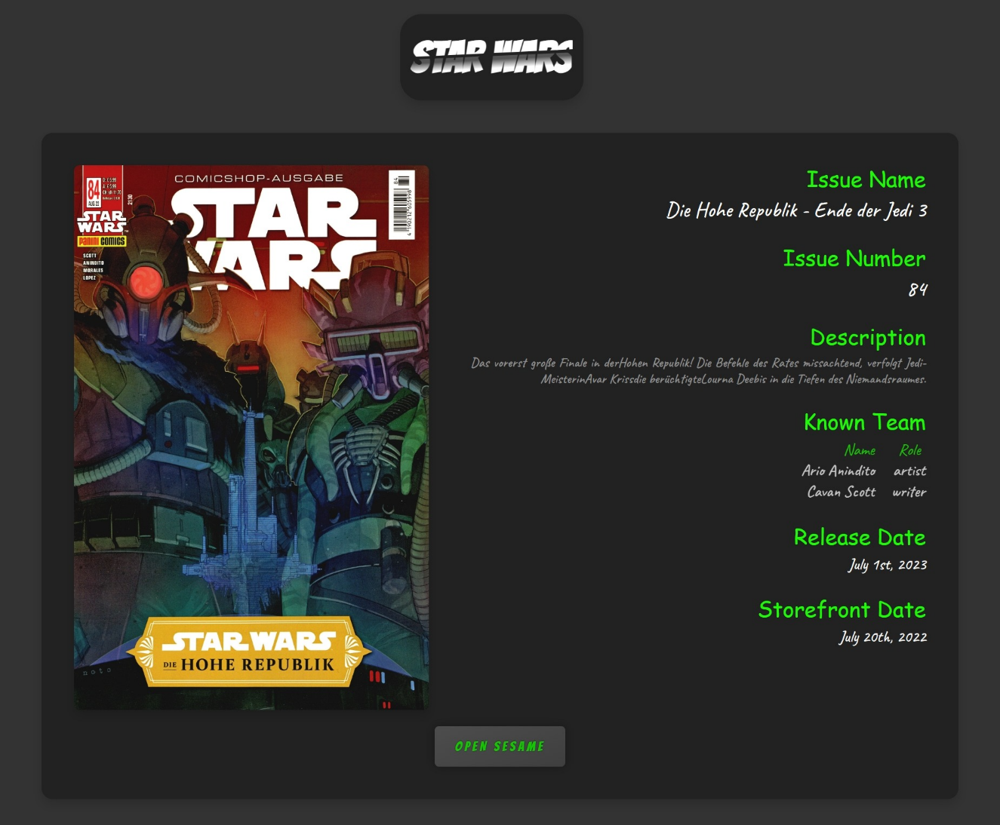 STAR WARS
COMICSHOP-AUSGABE
STAR
WARS
84
AUG 22
2130
STAR
WARS
PANINI COMICS
SCOTT
ANINDITO
MORALES
LOPEZ
84
4 190212 605998
STAR WARS
DIE HOHE REPUBLIK
noto
Issue Name
Die Hohe Republik - Ende der Jedi 3
Issue Number
84
Description
Das vorerst große Finale in derHohen Republik! Die Befehle des Rates missachtend, verfolgt Jedi-
MeisterinAvar Krissdie berüchtigteLourna Deebis in die Tiefen des Niemandsraumes.
Known Team
Name Role
Ario Anindito artist
Cavan Scott writer
Release Date
July 1st, 2023
Storefront Date
July 20th, 2022
OPEN SESAME